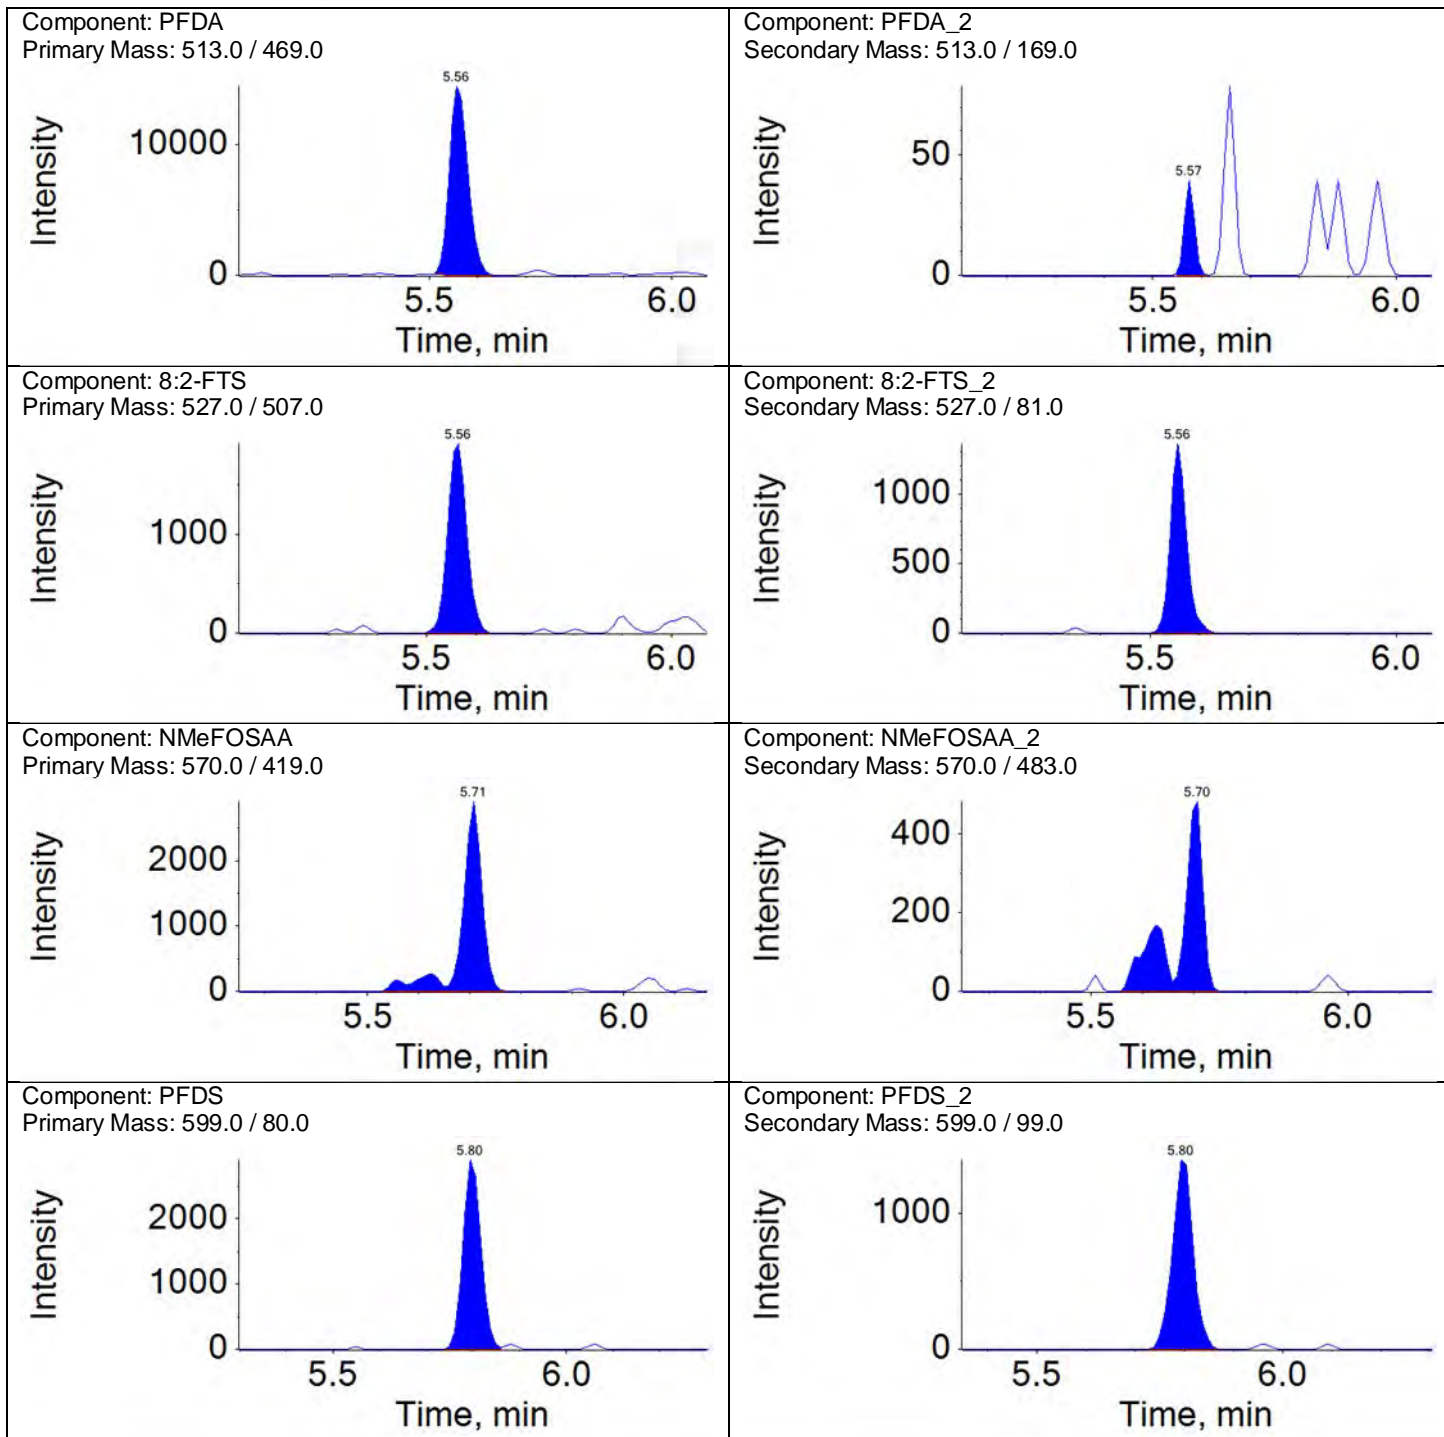 Component: PFDA
Primary Mass: 513.0 / 469.0
5.56
Intensity
10000
0
5.5
6.0
Time, min
Component: PFDA_2
Secondary Mass: 513.0 / 169.0
5.57
Intensity
50
0
5.5
6.0
Time, min
Component: 8:2-FTS
Primary Mass: 527.0 / 507.0
5.56
Intensity
1000
0
5.5
6.0
Time, min
Component: 8:2-FTS_2
Secondary Mass: 527.0 / 81.0
5.56
Intensity
1000
500
0
5.5
6.0
Time, min
Component: NMeFOSAA
Primary Mass: 570.0 / 419.0
5.71
Intensity
2000
1000
0
5.5
6.0
Time, min
Component: NMeFOSAA_2
Secondary Mass: 570.0 / 483.0
5.70
Intensity
400
200
0
5.5
6.0
Time, min
Component: PFDS
Primary Mass: 599.0 / 80.0
5.80
Intensity
2000
1000
0
5.5
6.0
Time, min
Component: PFDS_2
Secondary Mass: 599.0 / 99.0
5.80
Intensity
1000
0
5.5
6.0
Time, min